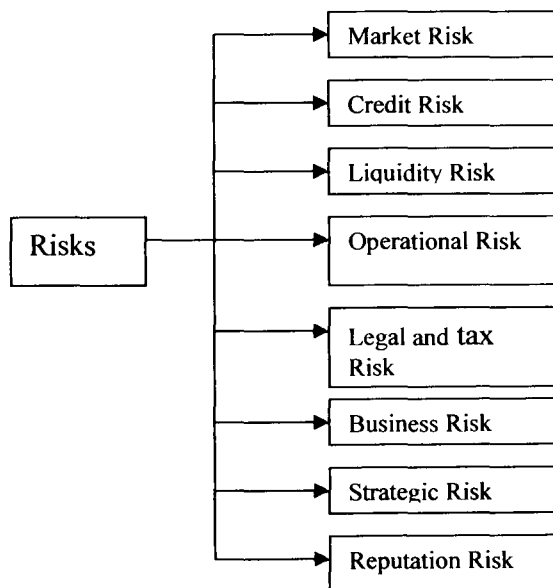 Market Risk
Credit Risk
Liquidity Risk
Risks
Operational Risk
Legal and tax
Risk
Business Risk
Strategic Risk
Reputation Risk